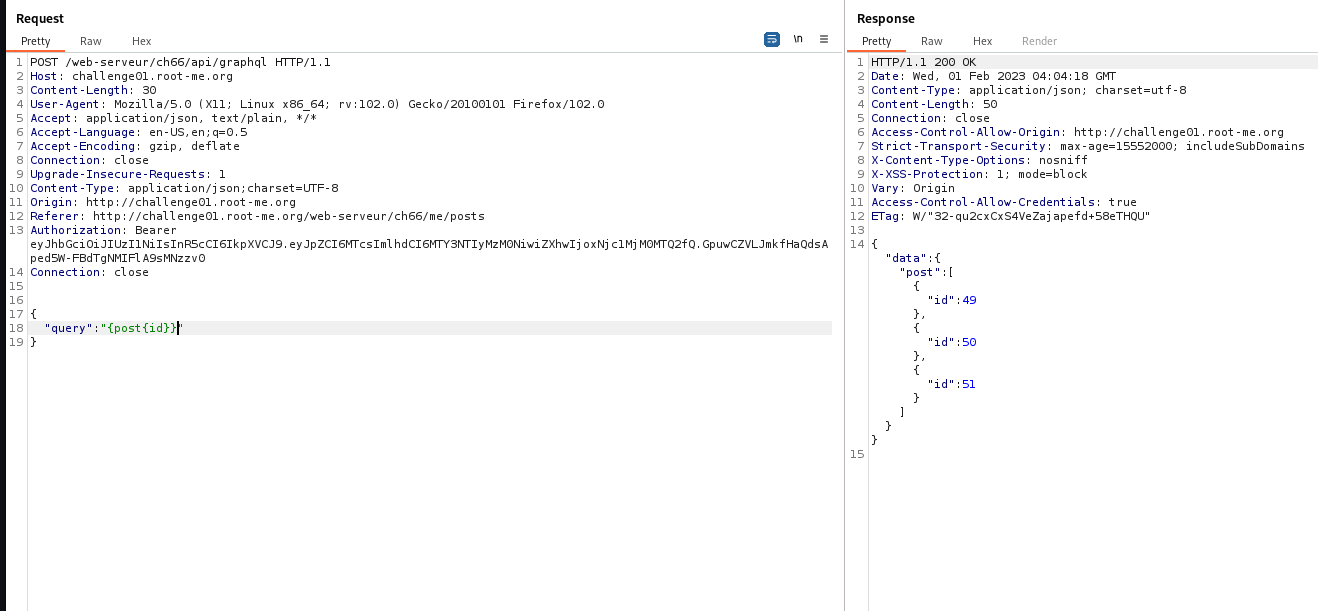 Request
Pretty Raw Hex
\n
1 POST /web-serveur/ch66/api/graphql HTTP/1.1
2 Host: challenge01.root-me.org
3 Content-Length: 30
4 User-Agent: Mozilla/5.0 (X11; Linux x86_64; rv:102.0) Gecko/20100101 Firefox/102.0
5 Accept: application/json, text/plain, */*
6 Accept-Language: en-US,en;q=0.5
7 Accept-Encoding: gzip, deflate
8 Connection: close
9 Upgrade-Insecure-Requests: 1
10 Content-Type: application/json;charset=UTF-8
11 Origin: http://challenge01.root-me.org
12 Referer: http://challenge01.root-me.org/web-serveur/ch66/me/posts
13 Authorization: Bearer
eyJhbGciOiJIUzI1NiIsInR5cCI6IkpXVCJ9.eyJpZCI6MTcsImlhdCI6MTY3NTIyMzM0NiwiZXhwIjoxNjc1MjM0MTQ2fQ.GpuwCZVLJmkfHaQdsA
ped5W-FBdTgNMIFlA9sMNzzv0
14 Connection: close
15
16
17 {
18 "query":"{post{id}}"
19 }
Response
Pretty Raw Hex Render
1 HTTP/1.1 200 OK
2 Date: Wed, 01 Feb 2023 04:04:18 GMT
3 Content-Type: application/json; charset=utf-8
4 Content-Length: 50
5 Connection: close
6 Access-Control-Allow-Origin: http://challenge01.root-me.org
7 Strict-Transport-Security: max-age=15552000; includeSubDomains
8 X-Content-Type-Options: nosniff
9 X-XSS-Protection: 1; mode=block
10 Vary: Origin
11 Access-Control-Allow-Credentials: true
12 ETag: W/"32-qu2cxCxS4VeZajapefd+58eTHQU"
13
14 {
"data":{
"post":[
{
"id":49
},
{
"id":50
},
{
"id":51
}
]
}
}
15